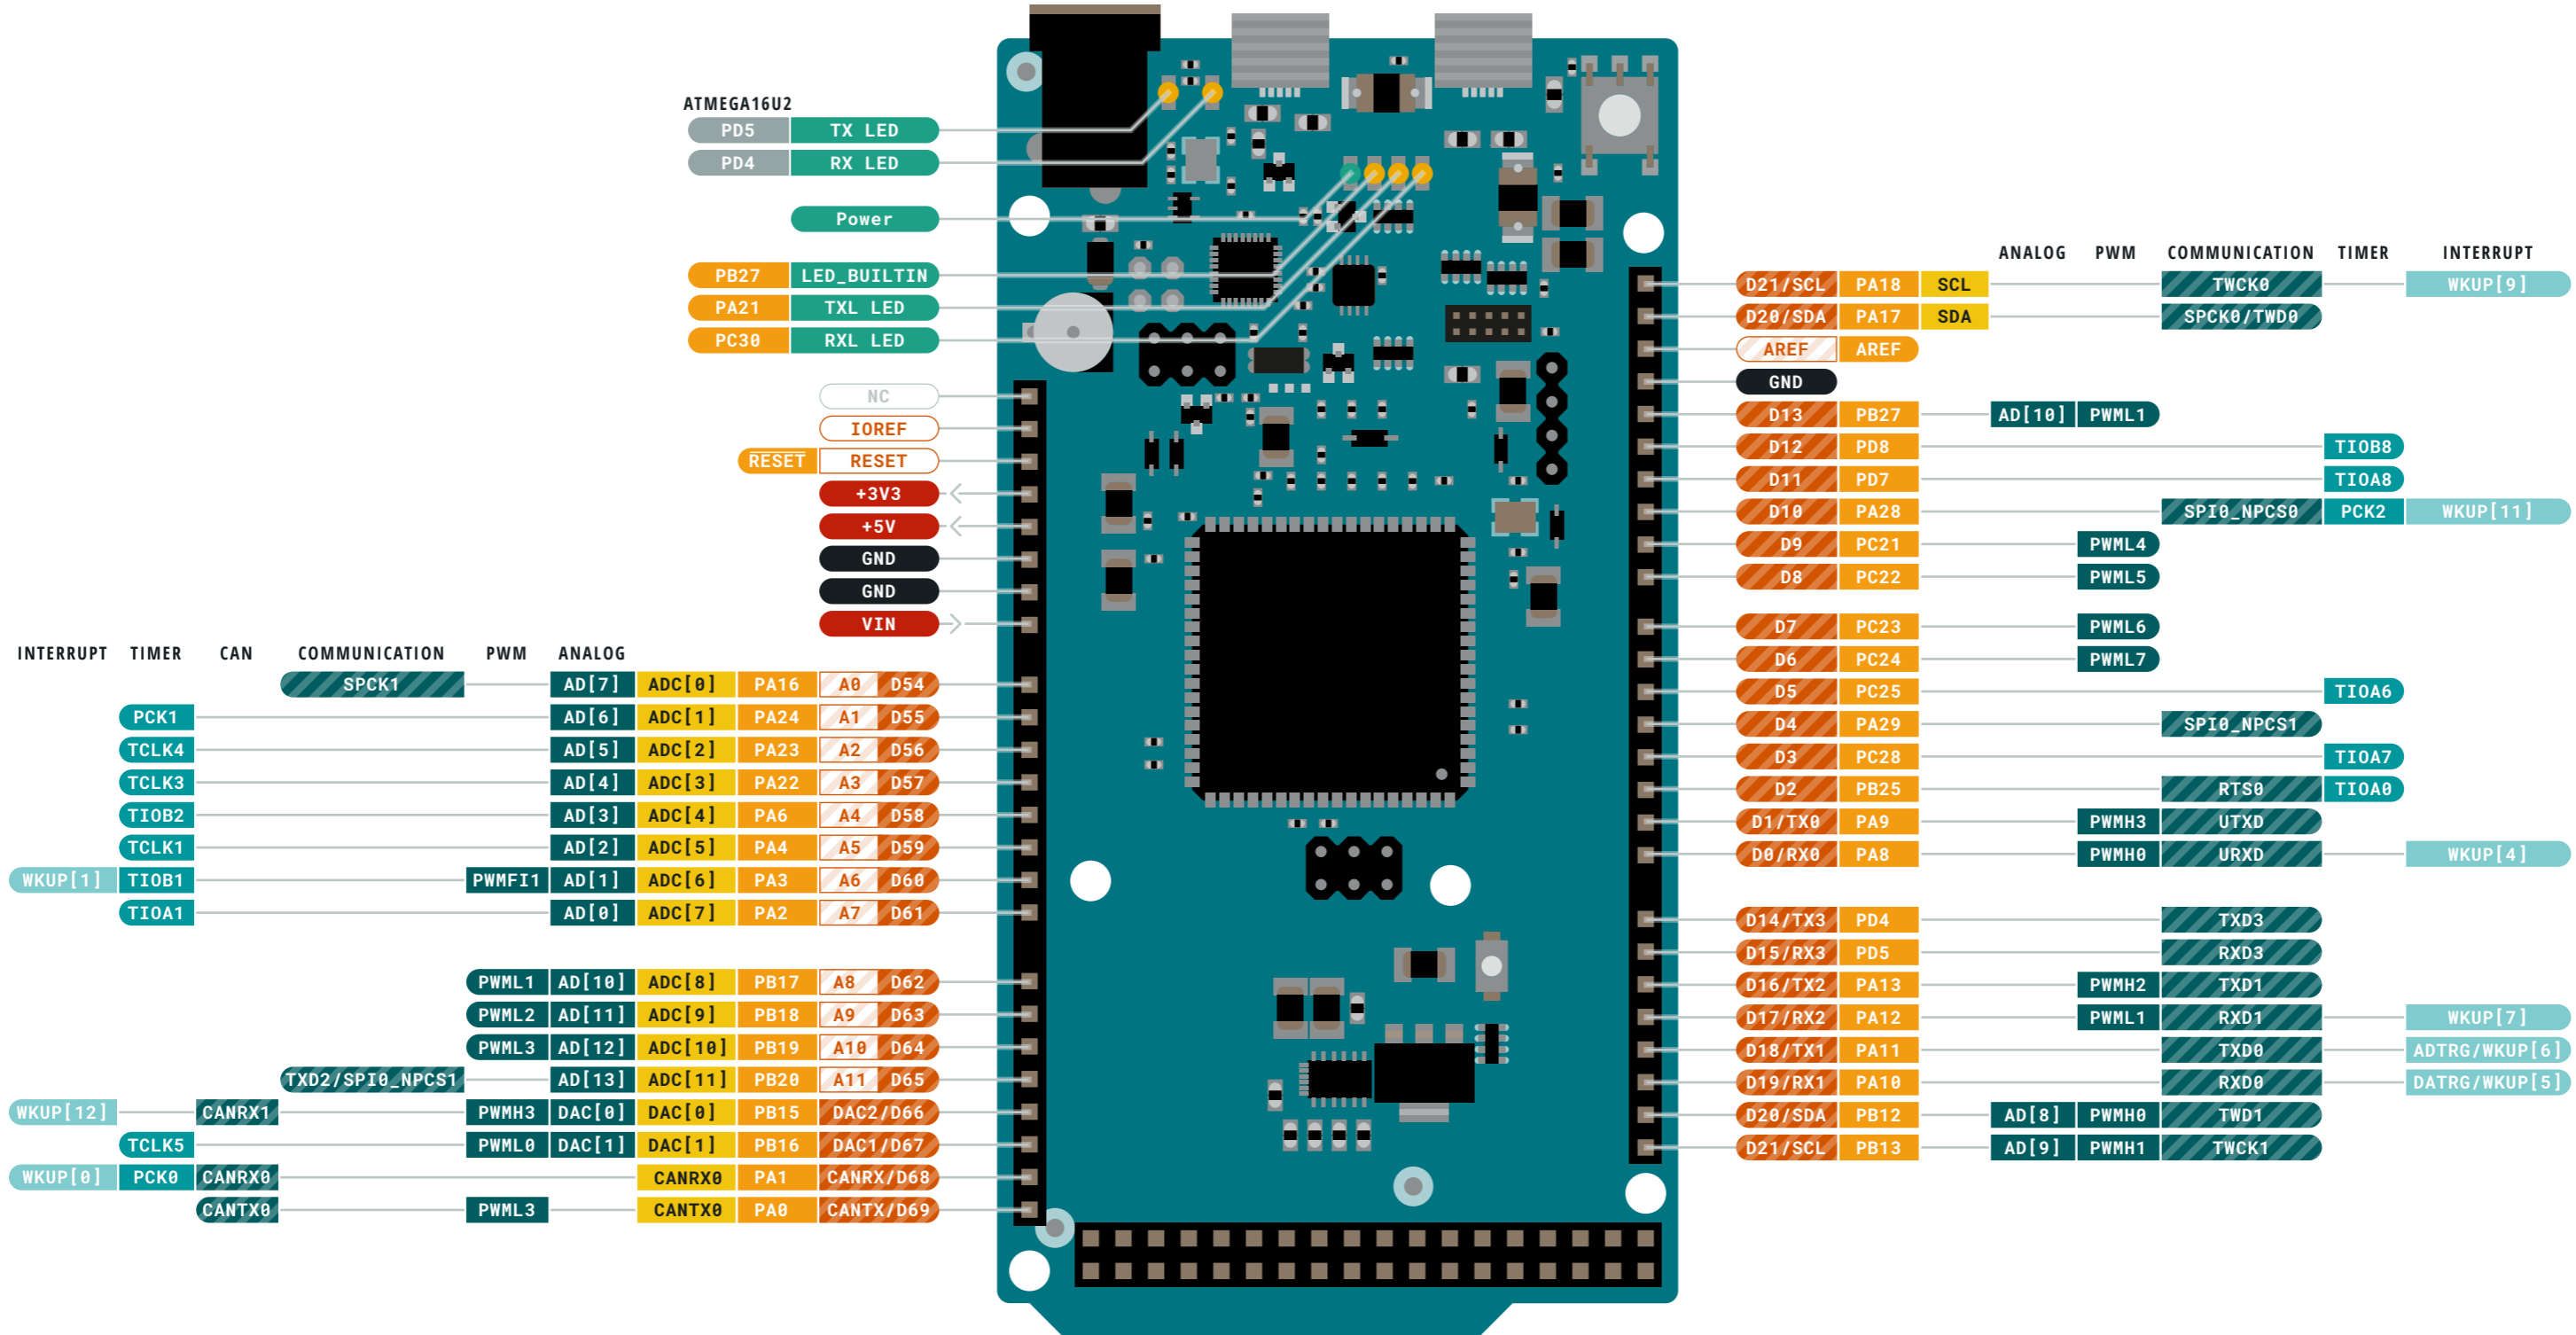 ATMEGA16U2
PD5 TX LED
PD4 RX LED
Power
PB27 LED_BUILTIN
PA21 TXL LED
PC30 RXL LED
NC
IOREF
RESET RESET
+3V3
+5V
GND
GND
VIN
INTERRUPT TIMER CAN COMMUNICATION PWM ANALOG
SPCK1 AD[7] ADC[0] PA16 A0 D54
PCK1 AD[6] ADC[1] PA24 A1 D55
TCLK4 AD[5] ADC[2] PA23 A2 D56
TCLK3 AD[4] ADC[3] PA22 A3 D57
TIOB2 AD[3] ADC[4] PA6 A4 D58
TCLK1 AD[2] ADC[5] PA4 A5 D59
WKUP[1] TIOB1 PWMFI1 AD[1] ADC[6] PA3 A6 D60
TIOA1 AD[0] ADC[7] PA2 A7 D61
PWML1 AD[10] ADC[8] PB17 A8 D62
PWML2 AD[11] ADC[9] PB18 A9 D63
PWML3 AD[12] ADC[10] PB19 A10 D64
TXD2/SPI0_NPCS1 AD[13] ADC[11] PB20 A11 D65
WKUP[12] CANRX1 PWMH3 DAC[0] DAC[0] PB15 DAC2/D66
TCLK5 PWML0 DAC[1] DAC[1] PB16 DAC1/D67
WKUP[0] PCK0 CANRX0 CANRX0 PA1 CANRX/D68
CANTX0 PWML3 CANTX0 PA0 CANTX/D69
ANALOG PWM COMMUNICATION TIMER INTERRUPT
D21/SCL PA18 SCL TWCK0 WKUP[9]
D20/SDA PA17 SDA SPCK0/TWD0
AREF AREF
GND
D13 PB27 AD[10] PWML1
D12 PD8 TIOB8
D11 PD7 TIOA8
D10 PA28 SPI0_NPCS0 PCK2 WKUP[11]
D9 PC21 PWML4
D8 PC22 PWML5
D7 PC23 PWML6
D6 PC24 PWML7
D5 PC25 TIOA6
D4 PA29 SPI0_NPCS1
D3 PC28 TIOA7
D2 PB25 RTS0 TIOA0
D1/TX0 PA9 PWMH3 UTXD
D0/RX0 PA8 PWMH0 URXD WKUP[4]
D14/TX3 PD4 TXD3
D15/RX3 PD5 RXD3
D16/TX2 PA13 PWMH2 TXD1
D17/RX2 PA12 PWML1 RXD1 WKUP[7]
D18/TX1 PA11 TXD0 ADTRG/WKUP[6]
D19/RX1 PA10 RXD0 DATRG/WKUP[5]
D20/SDA PB12 AD[8] PWMH0 TWD1
D21/SCL PB13 AD[9] PWMH1 TWCK1